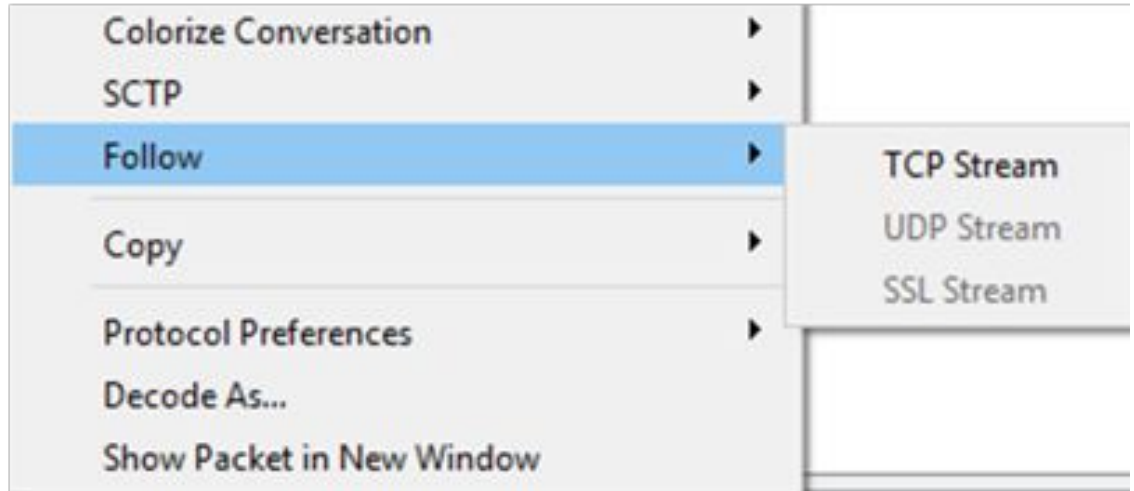 Colorize Conversation
SCTP
Follow
TCP Stream
UDP Stream
SSL Stream
Copy
Protocol Preferences
Decode As...
Show Packet in New Window